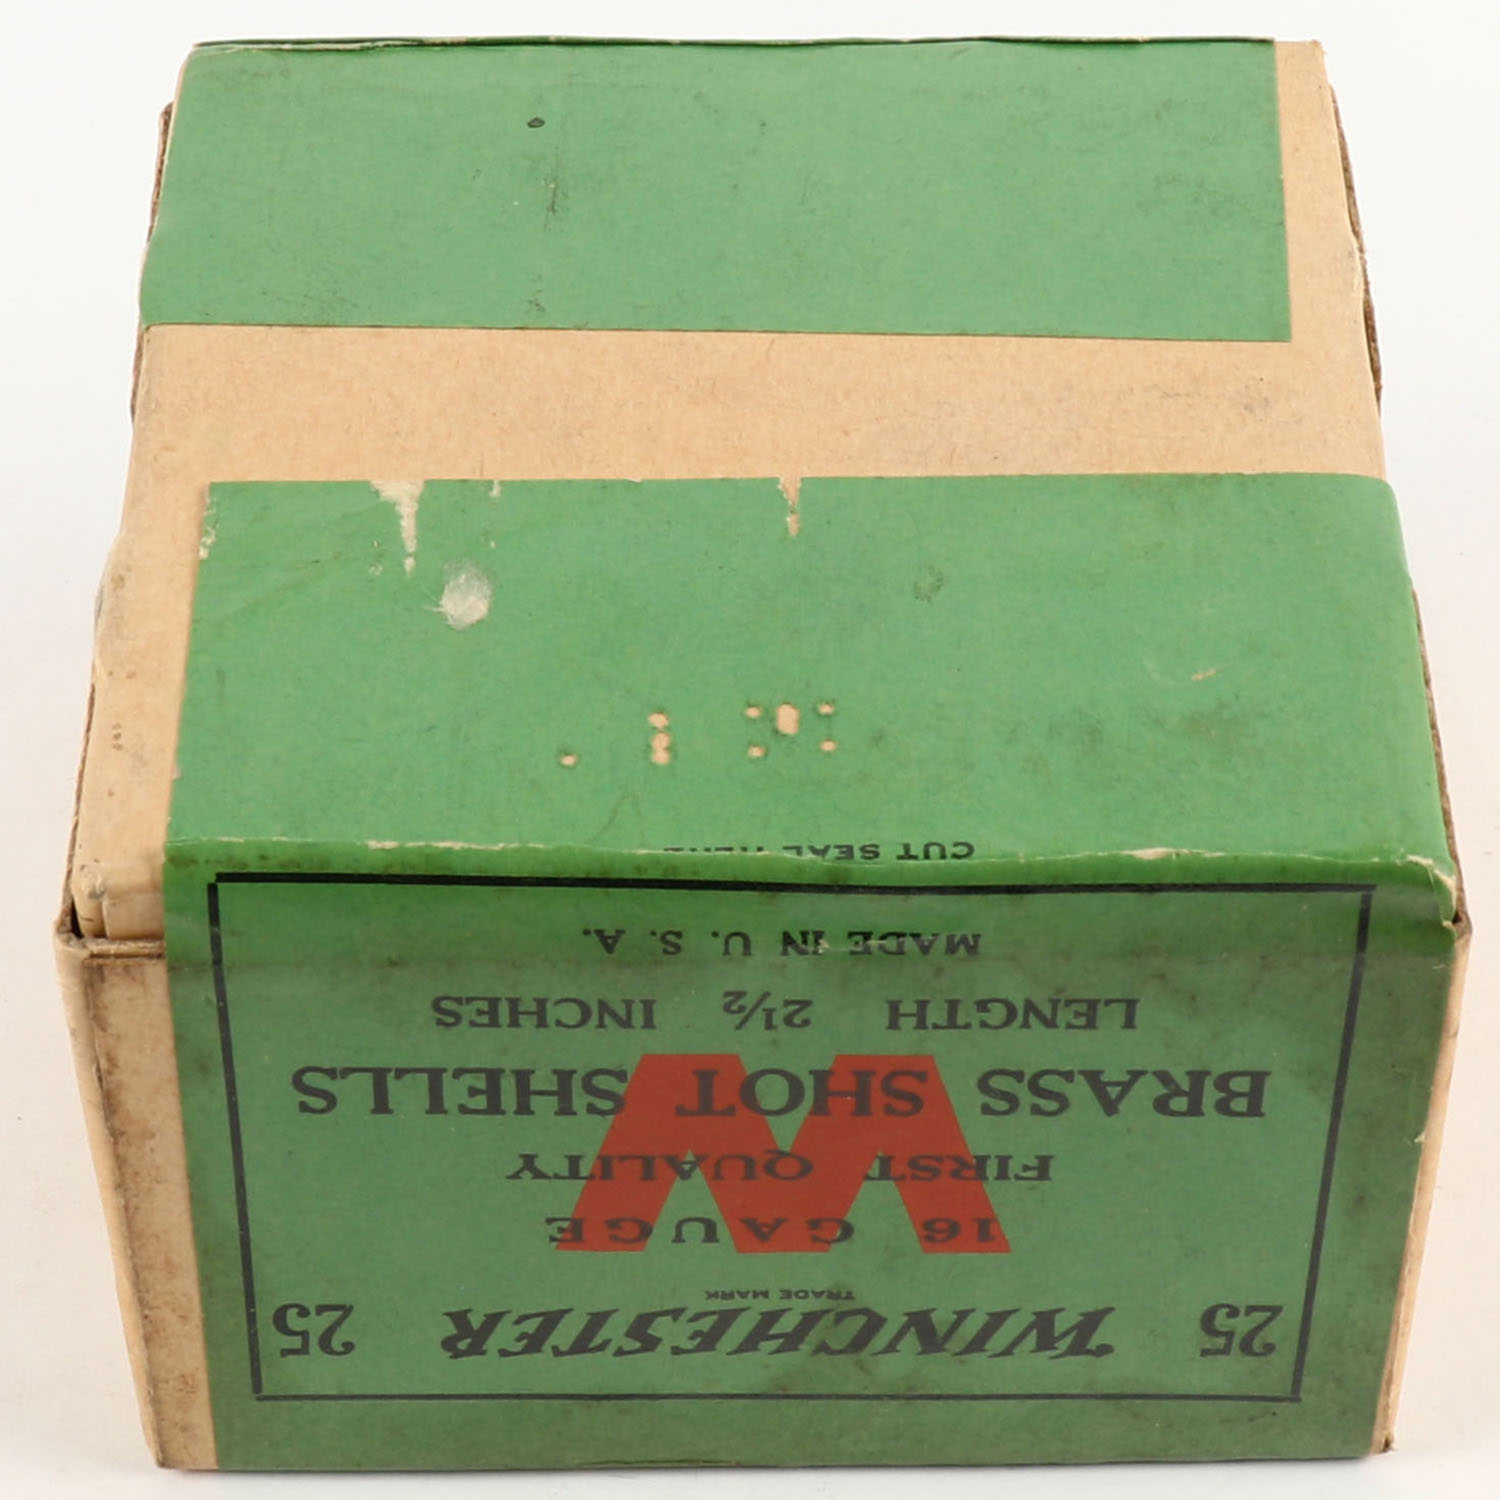 25 WINCHESTER 25
TRADE MARK
16 GAUGE
FIRST QUALITY
BRASS SHOT SHELLS
LENGTH 2½ INCHES
MADE IN U. S. A.
CUT SEAL HERE